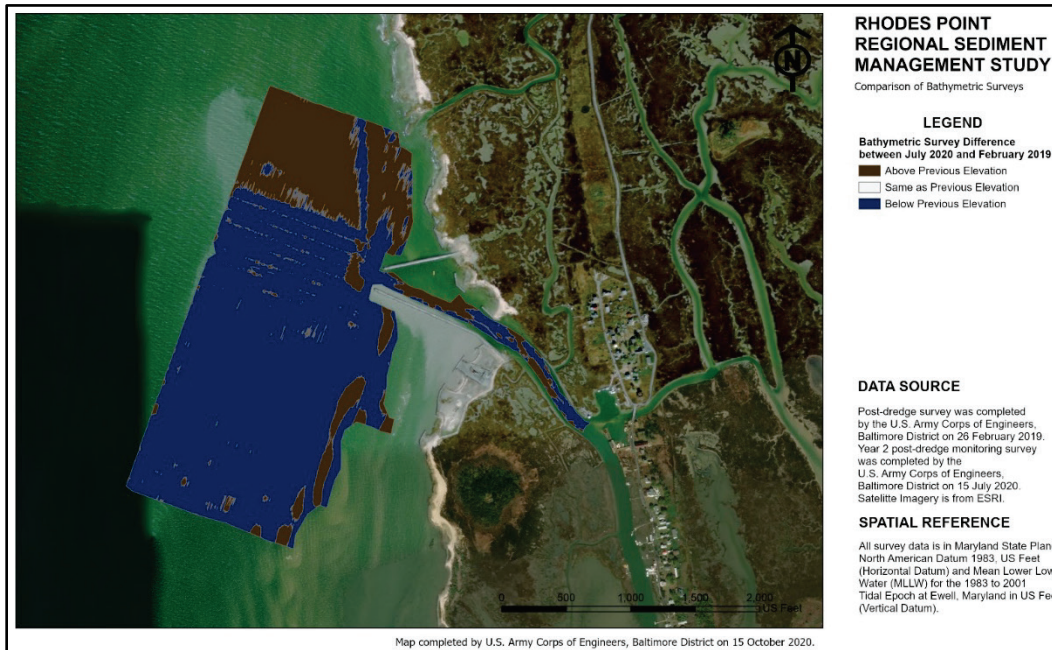 RHODES POINT
REGIONAL SEDIMENT
MANAGEMENT STUDY
Comparison of Bathymetric Surveys
N
LEGEND
Bathymetric Survey Difference
between July 2020 and February 2019
Above Previous Elevation
Same as Previous Elevation
Below Previous Elevation
DATA SOURCE
Post-dredge survey was completed
by the U.S. Army Corps of Engineers,
Baltimore District on 26 February 2019.
Year 2 post-dredge monitoring survey
was completed by the
U.S. Army Corps of Engineers,
Baltimore District on 15 July 2020.
Satelitte Imagery is from ESRI.
SPATIAL REFERENCE
All survey data is in Maryland State Plan
North American Datum 1983, US Feet
(Horizontal Datum) and Mean Lower Low
Water (MLLW) for the 1983 to 2001
Tidal Epoch at Ewell, Maryland in US Fee
(Vertical Datum).
0 500 1,000 1,500 2,000
US Feet
Map completed by U.S. Army Corps of Engineers, Baltimore District on 15 October 2020.